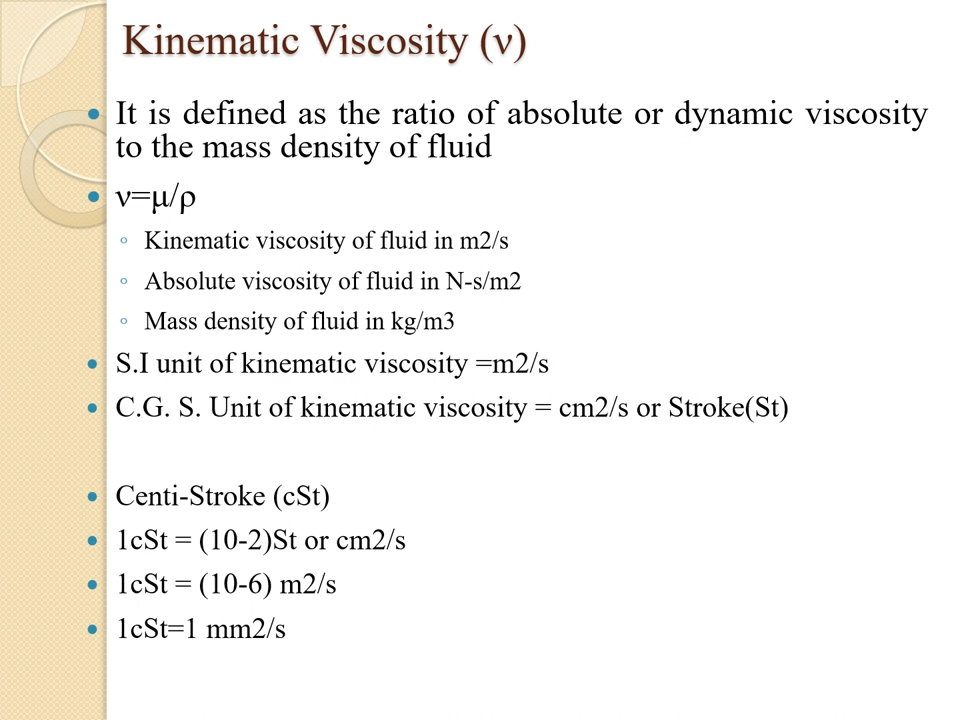 Kinematic Viscosity (ν)
• It is defined as the ratio of absolute or dynamic viscosity
to the mass density of fluid
• ν=μ/ρ
◦ Kinematic viscosity of fluid in m2/s
◦ Absolute viscosity of fluid in N-s/m2
◦ Mass density of fluid in kg/m3
• S.I unit of kinematic viscosity =m2/s
• C.G. S. Unit of kinematic viscosity = cm2/s or Stroke(St)
• Centi-Stroke (cSt)
• 1cSt = (10-2)St or cm2/s
• 1cSt = (10-6) m2/s
• 1cSt=1 mm2/s